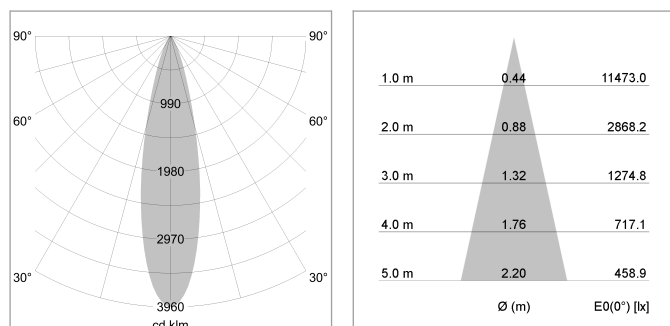 90° 90°
990
60° 60°
1980
2970
30° 30°
3960
cd klm
1.0 m 0.44 11473.0
2.0 m 0.88 2868.2
3.0 m 1.32 1274.8
4.0 m 1.76 717.1
5.0 m 2.20 458.9
Ø (m) E0(0°) [lx]